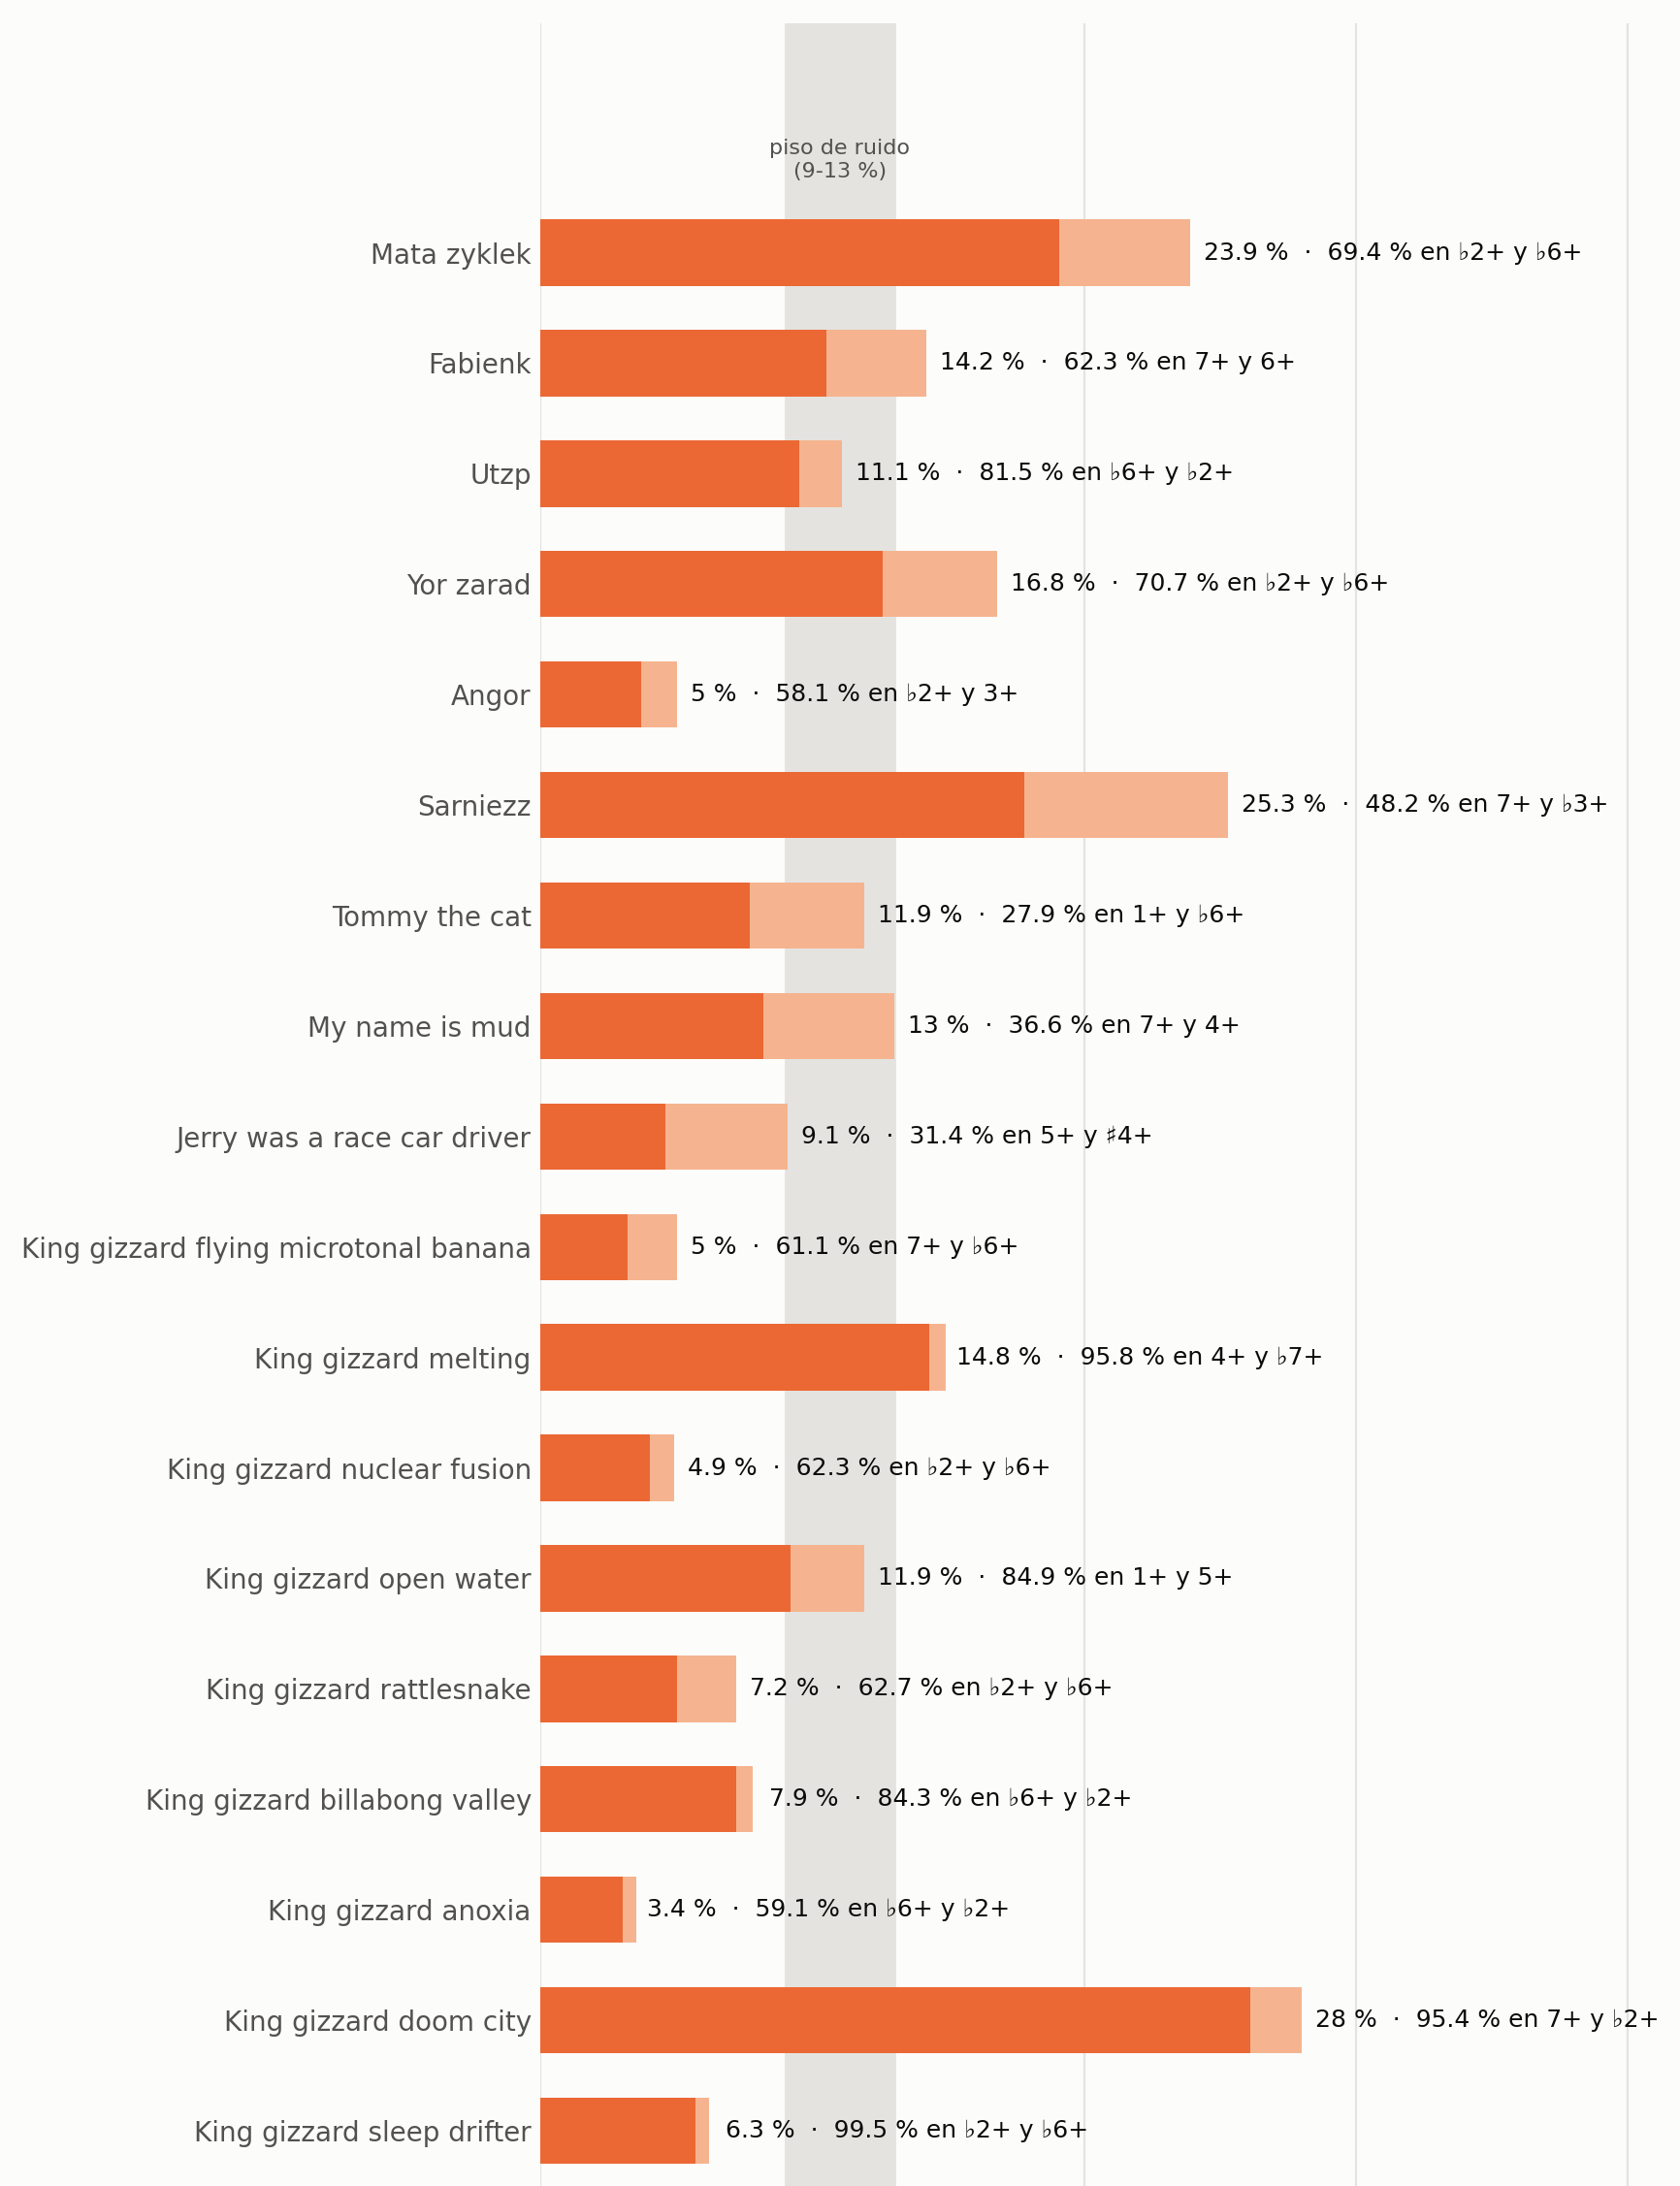 piso de ruido
(9-13 %)
Mata zyklek 23.9 % · 69.4 % en ♭2+ y ♭6+
Fabienk 14.2 % · 62.3 % en 7+ y 6+
Utzp 11.1 % · 81.5 % en ♭6+ y ♭2+
Yor zarad 16.8 % · 70.7 % en ♭2+ y ♭6+
Angor 5 % · 58.1 % en ♭2+ y 3+
Sarniezz 25.3 % · 48.2 % en 7+ y ♭3+
Tommy the cat 11.9 % · 27.9 % en 1+ y ♭6+
My name is mud 13 % · 36.6 % en 7+ y 4+
Jerry was a race car driver 9.1 % · 31.4 % en 5+ y ♯4+
King gizzard flying microtonal banana 5 % · 61.1 % en 7+ y ♭6+
King gizzard melting 14.8 % · 95.8 % en 4+ y ♭7+
King gizzard nuclear fusion 4.9 % · 62.3 % en ♭2+ y ♭6+
King gizzard open water 11.9 % · 84.9 % en 1+ y 5+
King gizzard rattlesnake 7.2 % · 62.7 % en ♭2+ y ♭6+
King gizzard billabong valley 7.9 % · 84.3 % en ♭6+ y ♭2+
King gizzard anoxia 3.4 % · 59.1 % en ♭6+ y ♭2+
King gizzard doom city 28 % · 95.4 % en 7+ y ♭2+
King gizzard sleep drifter 6.3 % · 99.5 % en ♭2+ y ♭6+